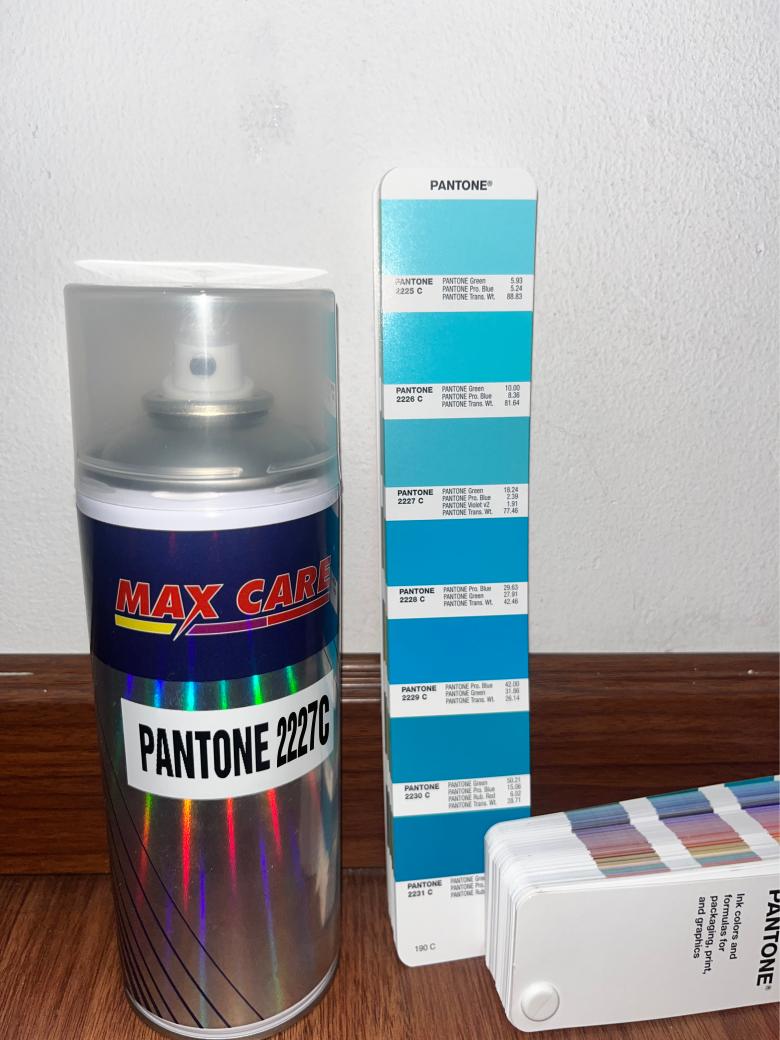 MAX CARE
PANTONE 2227C
PANTONE®
PANTONE 2225 C
PANTONE Green 5.93
PANTONE Pro. Blue 5.24
PANTONE Trans. Wt. 88.83
PANTONE 2226 C
PANTONE Green 10.00
PANTONE Pro. Blue 8.36
PANTONE Trans. Wt. 81.64
PANTONE 2227 C
PANTONE Green 18.24
PANTONE Pro. Blue 2.39
PANTONE Violet v2 1.91
PANTONE Trans. Wt. 77.46
PANTONE 2228 C
PANTONE Pro. Blue 29.63
PANTONE Green 27.91
PANTONE Trans. Wt. 42.46
PANTONE 2229 C
PANTONE Pro. Blue 42.00
PANTONE Green 31.86
PANTONE Trans. Wt. 26.14
PANTONE 2230 C
PANTONE Green 50.21
PANTONE Pro. Blue 15.06
PANTONE Rub. Red 6.02
PANTONE Trans. Wt. 28.71
PANTONE 2231 C
PANTONE
PANTONE
PANTONE
190 C
PANTONE®
Ink colors and
formulas for
packaging, print,
and graphics